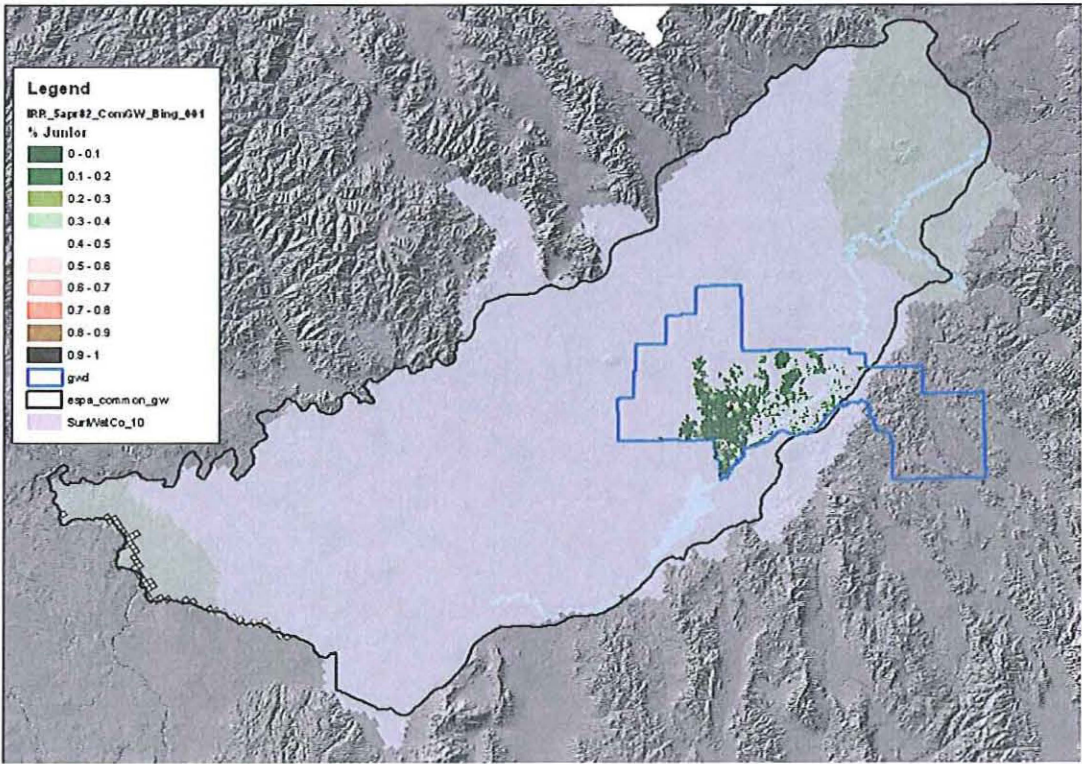 Legend
IRR_5apr82_ComGW_Bing_001
% Junior
0 - 0.1
0.1 - 0.2
0.2 - 0.3
0.3 - 0.4
0.4 - 0.5
0.5 - 0.6
0.6 - 0.7
0.7 - 0.8
0.8 - 0.9
0.9 - 1
gwd
espa_common_gw
SurfWatCo_10